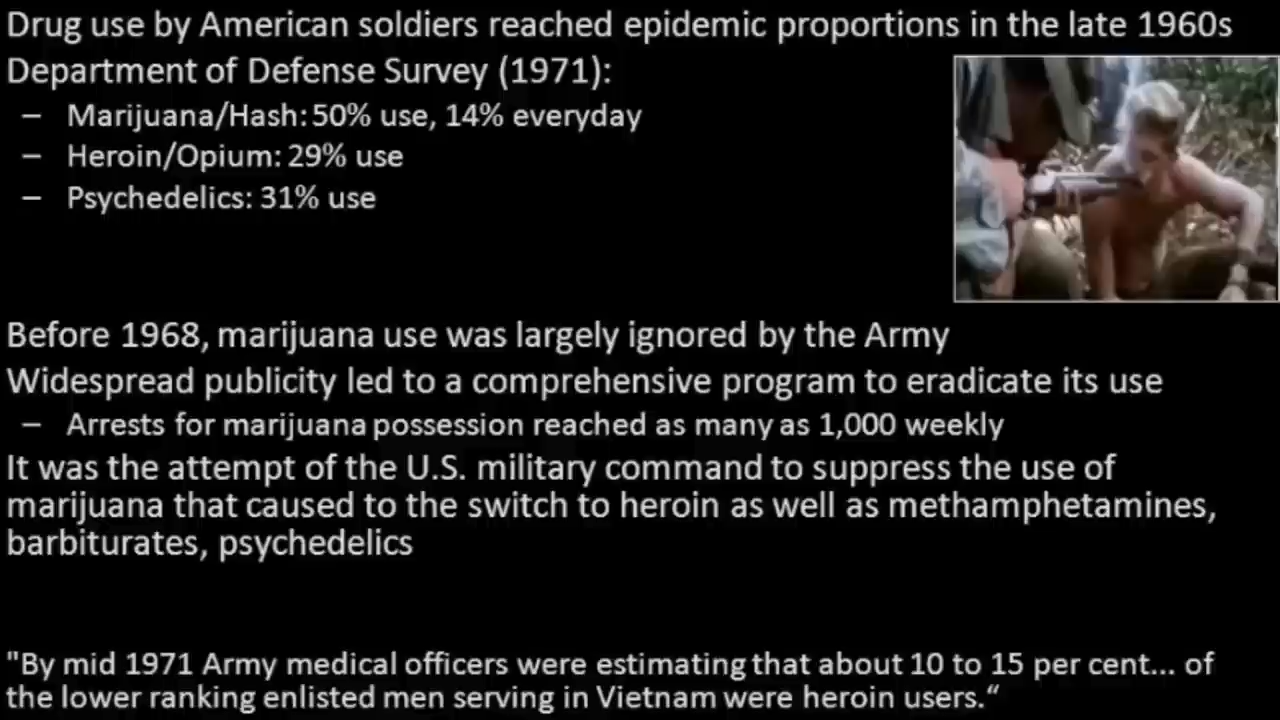 Drug use by American soldiers reached epidemic proportions in the late 1960s
Department of Defense Survey (1971):
– Marijuana/Hash: 50% use, 14% everyday
– Heroin/Opium: 29% use
– Psychedelics: 31% use
Before 1968, marijuana use was largely ignored by the Army
Widespread publicity led to a comprehensive program to eradicate its use
– Arrests for marijuana possession reached as many as 1,000 weekly
It was the attempt of the U.S. military command to suppress the use of
marijuana that caused to the switch to heroin as well as methamphetamines,
barbiturates, psychedelics
"By mid 1971 Army medical officers were estimating that about 10 to 15 per cent... of
the lower ranking enlisted men serving in Vietnam were heroin users.“